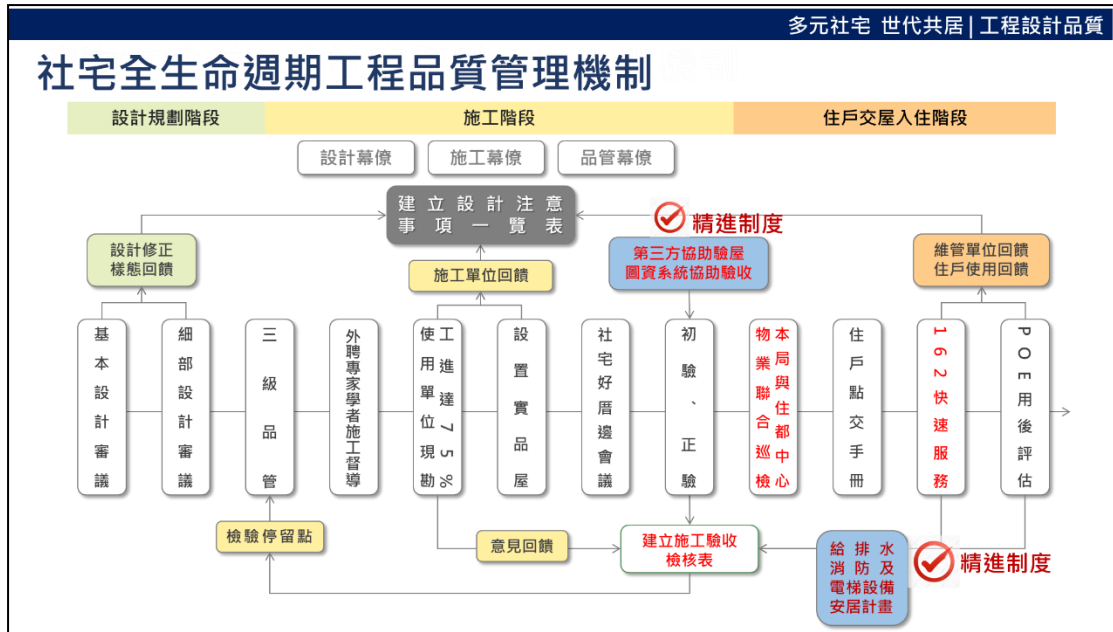 多元社宅 世代共居|工程設計品質
社宅全生命週期工程品質管理機制
設計規劃階段
施工階段
住戶交屋入住階段
設計幕僚
施工幕僚
品管幕僚
建立設計注意
事項一覽表
精進制度
設計修正
樣態回饋
施工單位回饋
第三方協助驗屋
圖資系統協助驗收
維管單位回饋
住戶使用回饋
基本設計審議
細部設計審議
三級品管
外聘專家學者施工督導
工進達75%
使用單位現勘
設置實品屋
社宅好厝邊會議
初驗、正驗
本局與住都中心
物業聯合巡檢
住戶點交手冊
162快速服務
POE用後評估
檢驗停留點
意見回饋
建立施工驗收
檢核表
給排水
消防及
電梯設備
安居計畫
精進制度